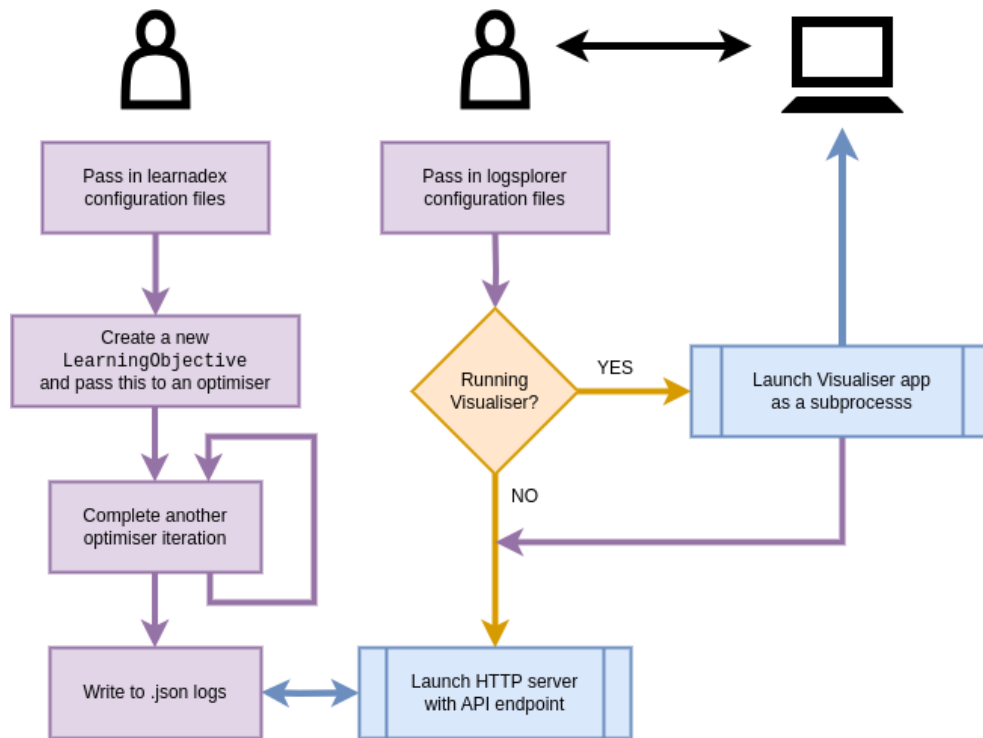 Pass in learnadex
configuration files
Pass in logsplorer
configuration files
Create a new
LearningObjective
and pass this to an optimiser
Running
Visualiser?
YES
Launch Visualiser app
as a subprocesss
NO
Complete another
optimiser iteration
Write to .json logs
Launch HTTP server
with API endpoint